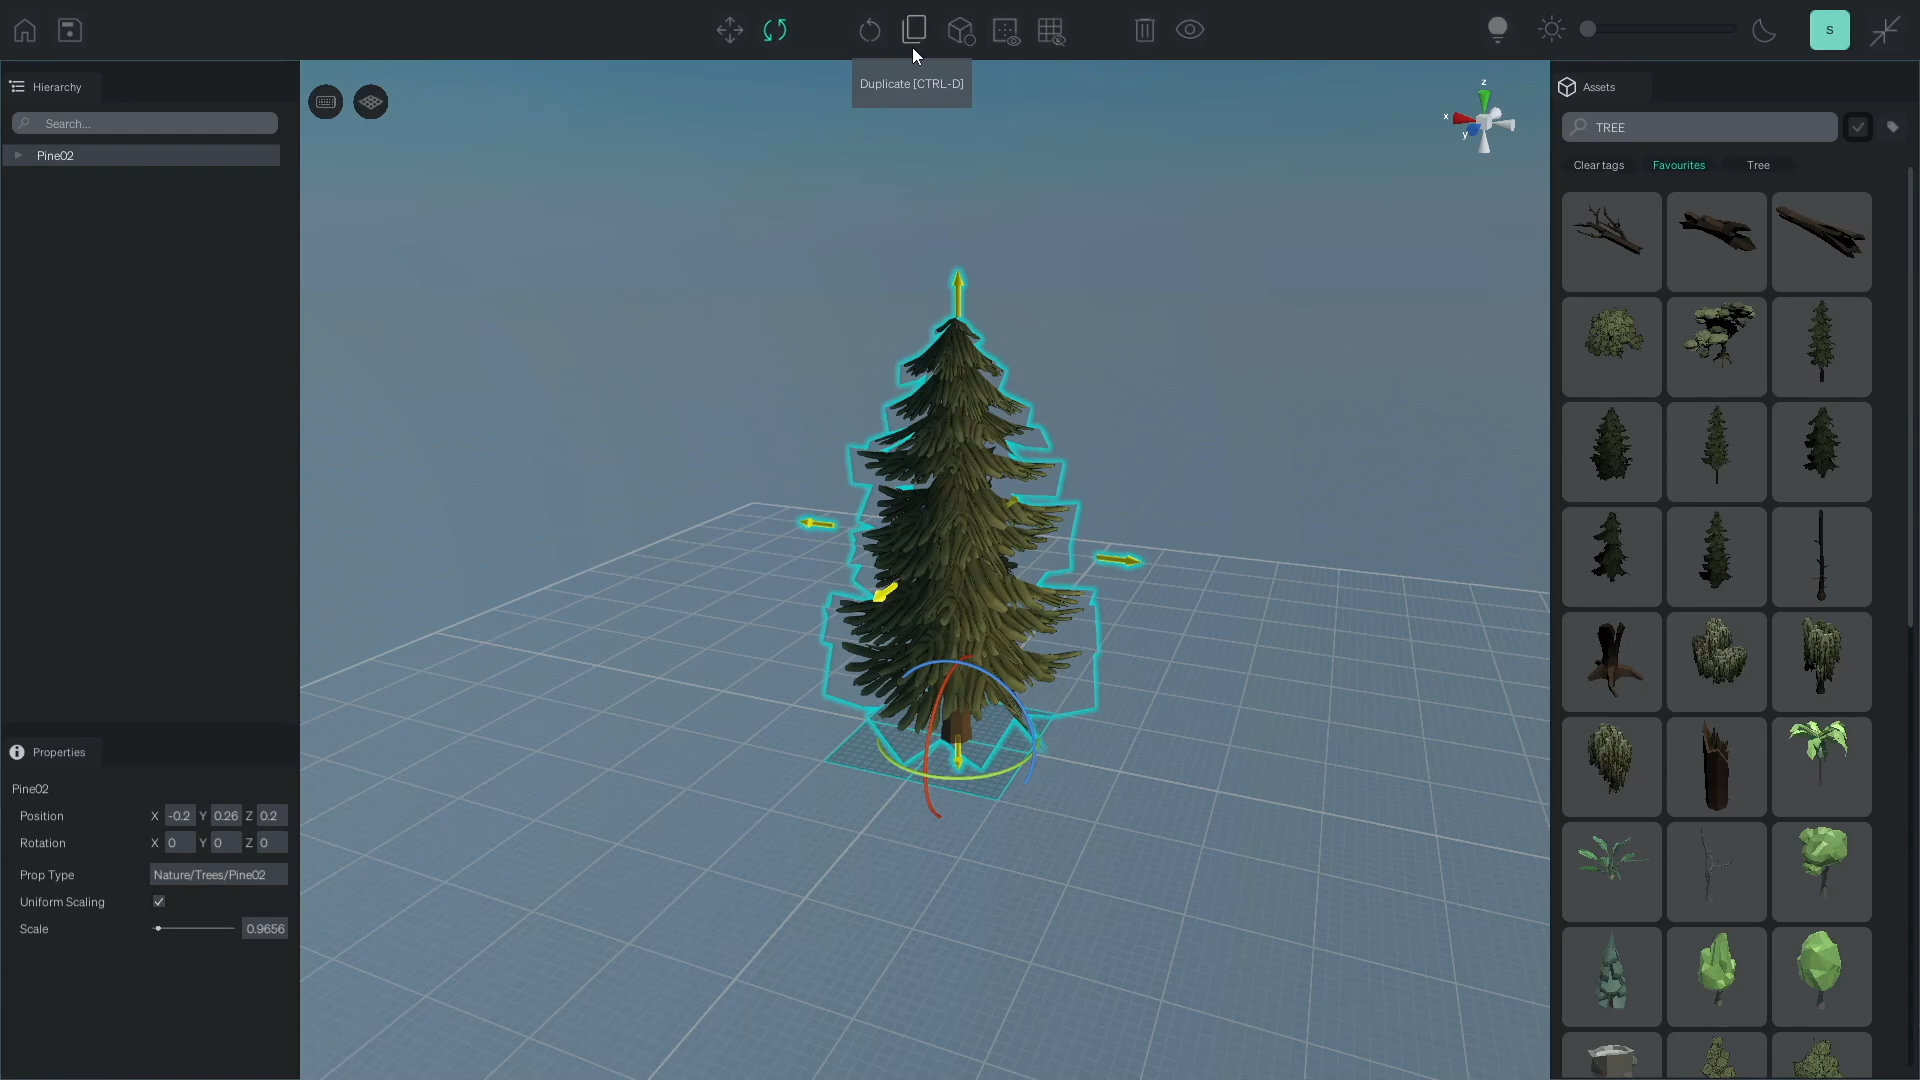 S
Hierarchy
Duplicate [CTRL-D]
Assets
Search...
TREE
Pine02
Clear tags Favourites Tree
z
x
y
Properties
Pine02
Position X -0.2 Y 0.26 Z 0.2
Rotation X 0 Y 0 Z 0
Prop Type Nature/Trees/Pine02
Uniform Scaling
Scale 0.9656